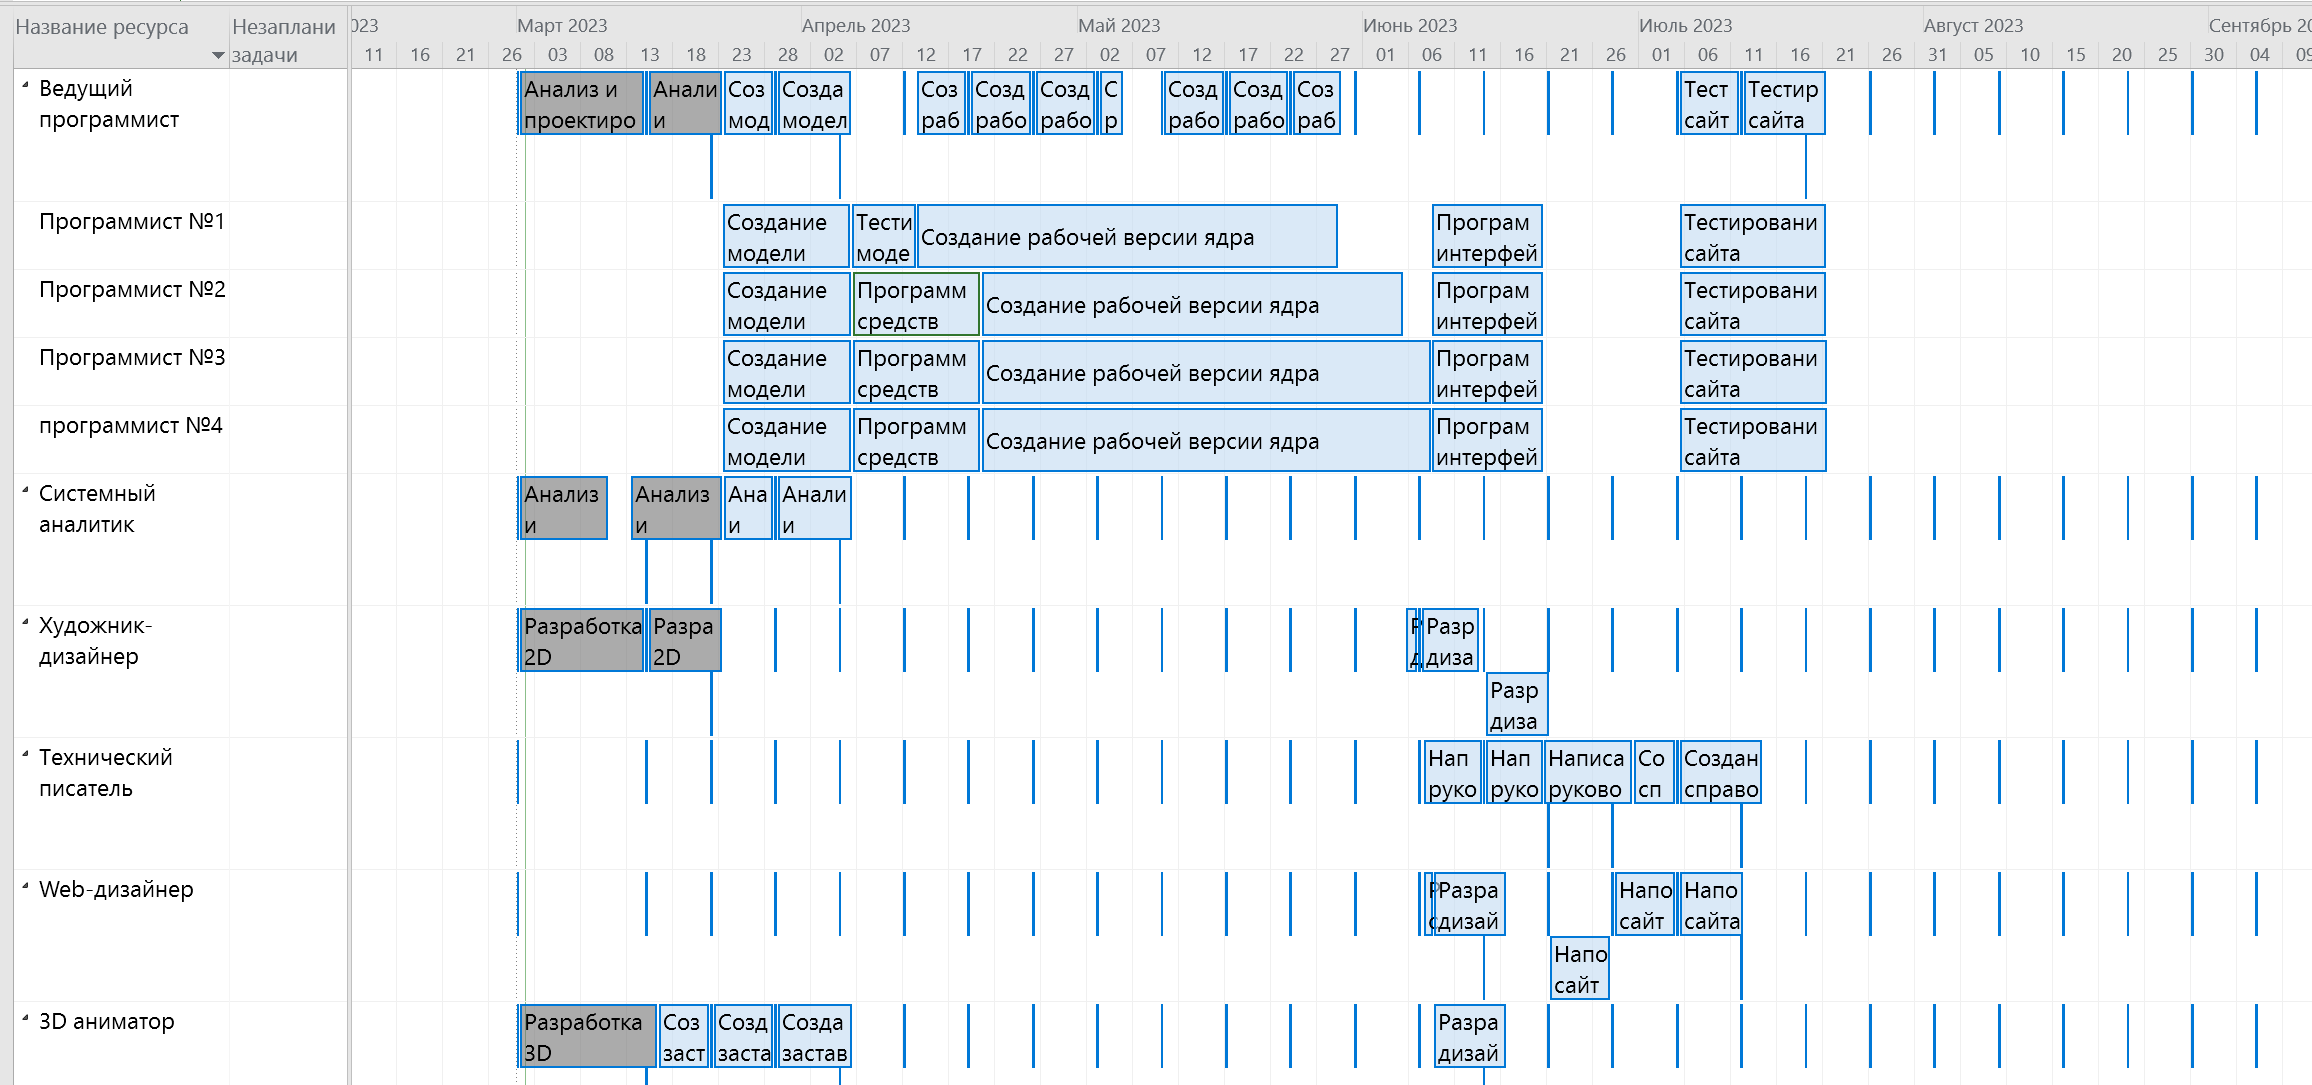 Название ресурса
Незаплани
задачи
023
Март 2023
Апрель 2023
Май 2023
Июнь 2023
Июль 2023
Август 2023
Сентябрь 20
11 16 21 26 03 08 13 18 23 28 02 07 12 17 22 27 02 07 12 17 22 27 01 06 11 16 21 26 01 06 11 16 21 26 31 05 10 15 20 25 30 04 09
Ведущий
программист
Анализ и
проектиро
Анали
и
Соз
мод
Созда
модел
Соз
раб
Созд
рабо
Созд
рабо
С
р
Созд
рабо
Созд
рабо
Соз
раб
Тест
сайт
Тестир
сайта
Программист №1
Создание
модели
Тести
моде
Создание рабочей версии ядра
Програм
интерфей
Тестировани
сайта
Программист №2
Создание
модели
Программ
средств
Создание рабочей версии ядра
Програм
интерфей
Тестировани
сайта
Программист №3
Создание
модели
Программ
средств
Создание рабочей версии ядра
Програм
интерфей
Тестировани
сайта
программист №4
Создание
модели
Программ
средств
Создание рабочей версии ядра
Програм
интерфей
Тестировани
сайта
Системный
аналитик
Анализ
и
Анализ
и
Ана
и
Анали
и
Художник-
дизайнер
Разработка
2D
Разра
2D
Разр
диза
Разр
диза
Технический
писатель
Нап
руко
Нап
руко
Написа
руково
Со
сп
Создан
справо
Web-дизайнер
Разра
дизай
Напо
сайт
Напо
сайта
Напо
сайт
3D аниматор
Разработка
3D
Соз
заст
Созд
заста
Созда
застав
Разра
дизай